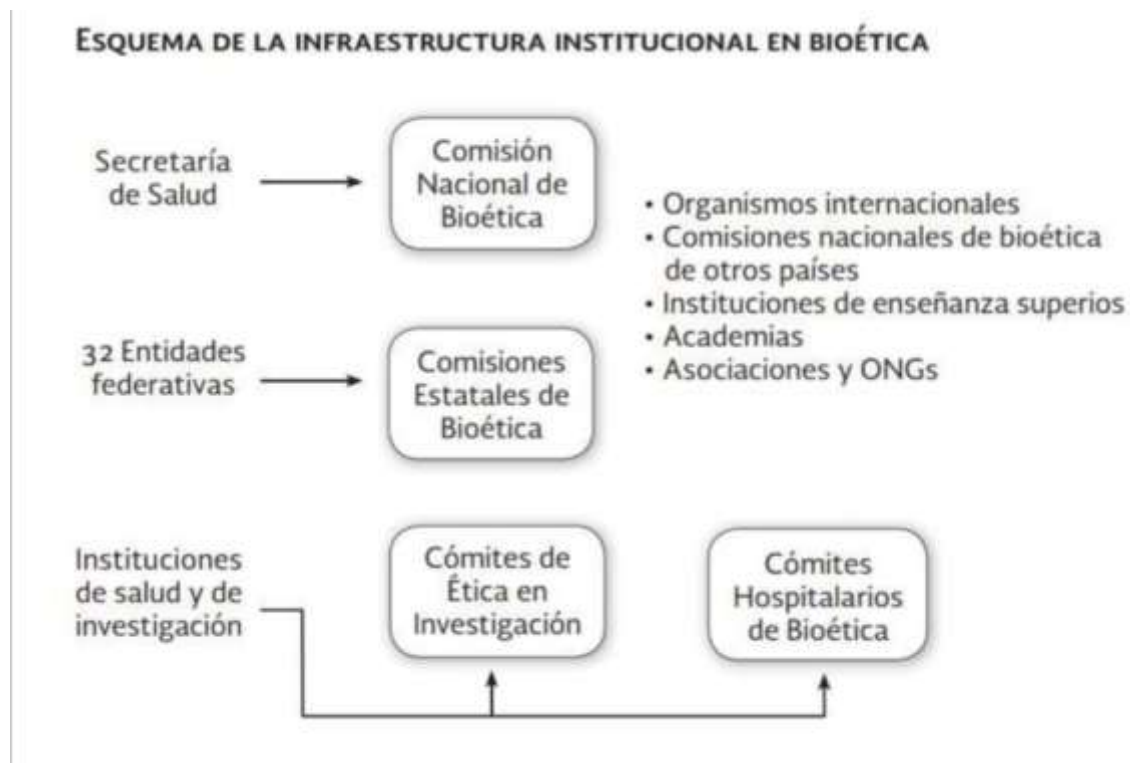 ESQUEMA DE LA INFRAESTRUCTURA INSTITUCIONAL EN BIOÉTICA
Secretaría
de Salud
Comisión
Nacional de
Bioética
• Organismos internacionales
• Comisiones nacionales de bioética
de otros países
• Instituciones de enseñanza superios
• Academias
• Asociaciones y ONGs
32 Entidades
federativas
Comisiones
Estatales de
Bioética
Instituciones
de salud y de
investigación
Cómites de
Ética en
Investigación
Cómites
Hospitalarios
de Bioética